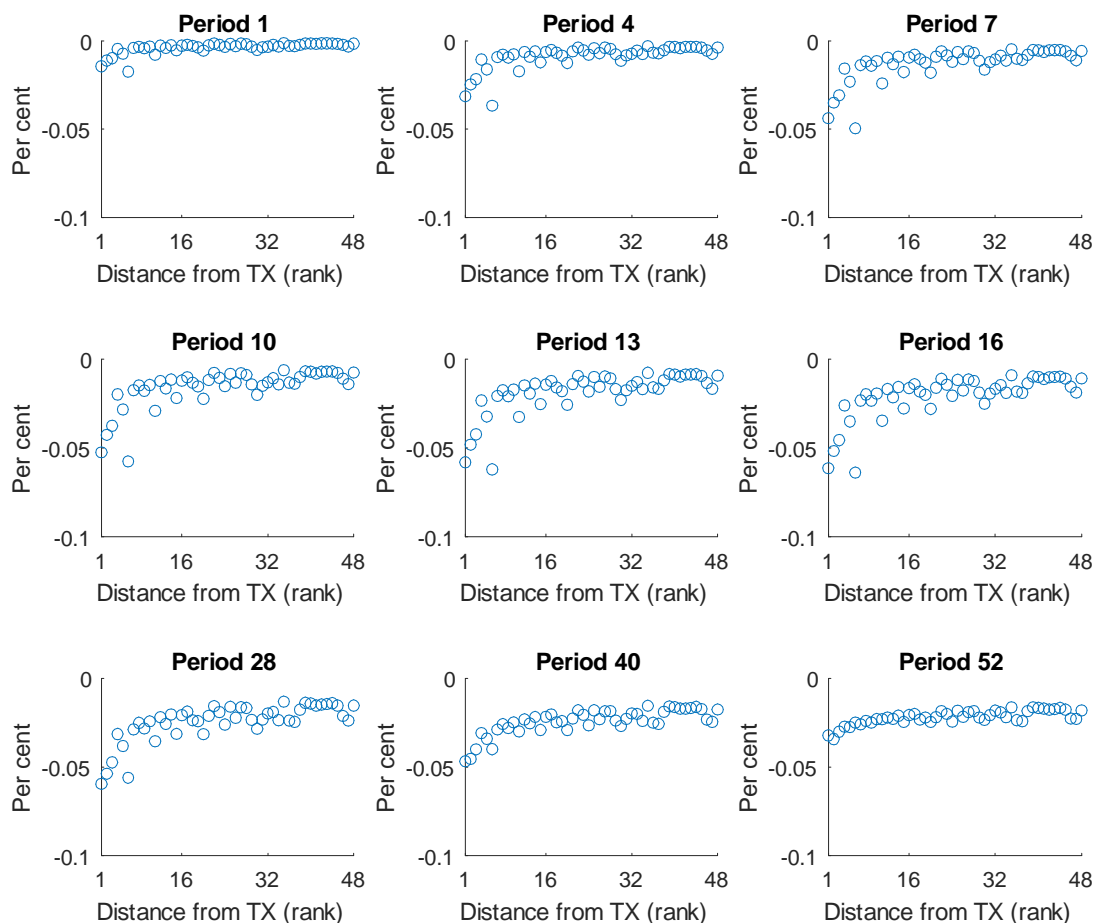 Period 1 Period 4 Period 7
0 0 0
Per cent Per cent Per cent
-0.05 -0.05 -0.05
-0.1 -0.1 -0.1
1 16 32 48 1 16 32 48 1 16 32 48
Distance from TX (rank) Distance from TX (rank) Distance from TX (rank)
Period 10 Period 13 Period 16
0 0 0
Per cent Per cent Per cent
-0.05 -0.05 -0.05
-0.1 -0.1 -0.1
1 16 32 48 1 16 32 48 1 16 32 48
Distance from TX (rank) Distance from TX (rank) Distance from TX (rank)
Period 28 Period 40 Period 52
0 0 0
Per cent Per cent Per cent
-0.05 -0.05 -0.05
-0.1 -0.1 -0.1
1 16 32 48 1 16 32 48 1 16 32 48
Distance from TX (rank) Distance from TX (rank) Distance from TX (rank)